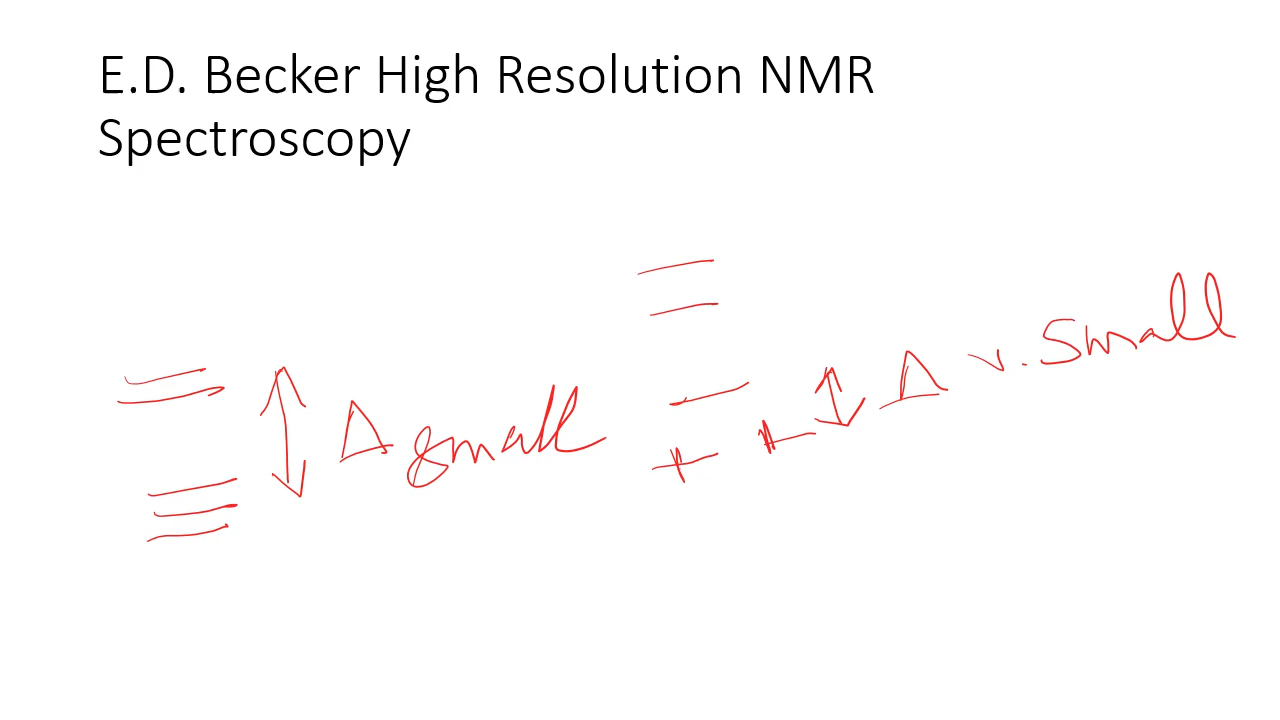 E.D. Becker High Resolution NMR
Spectroscopy
Δ small
Δ v. Small